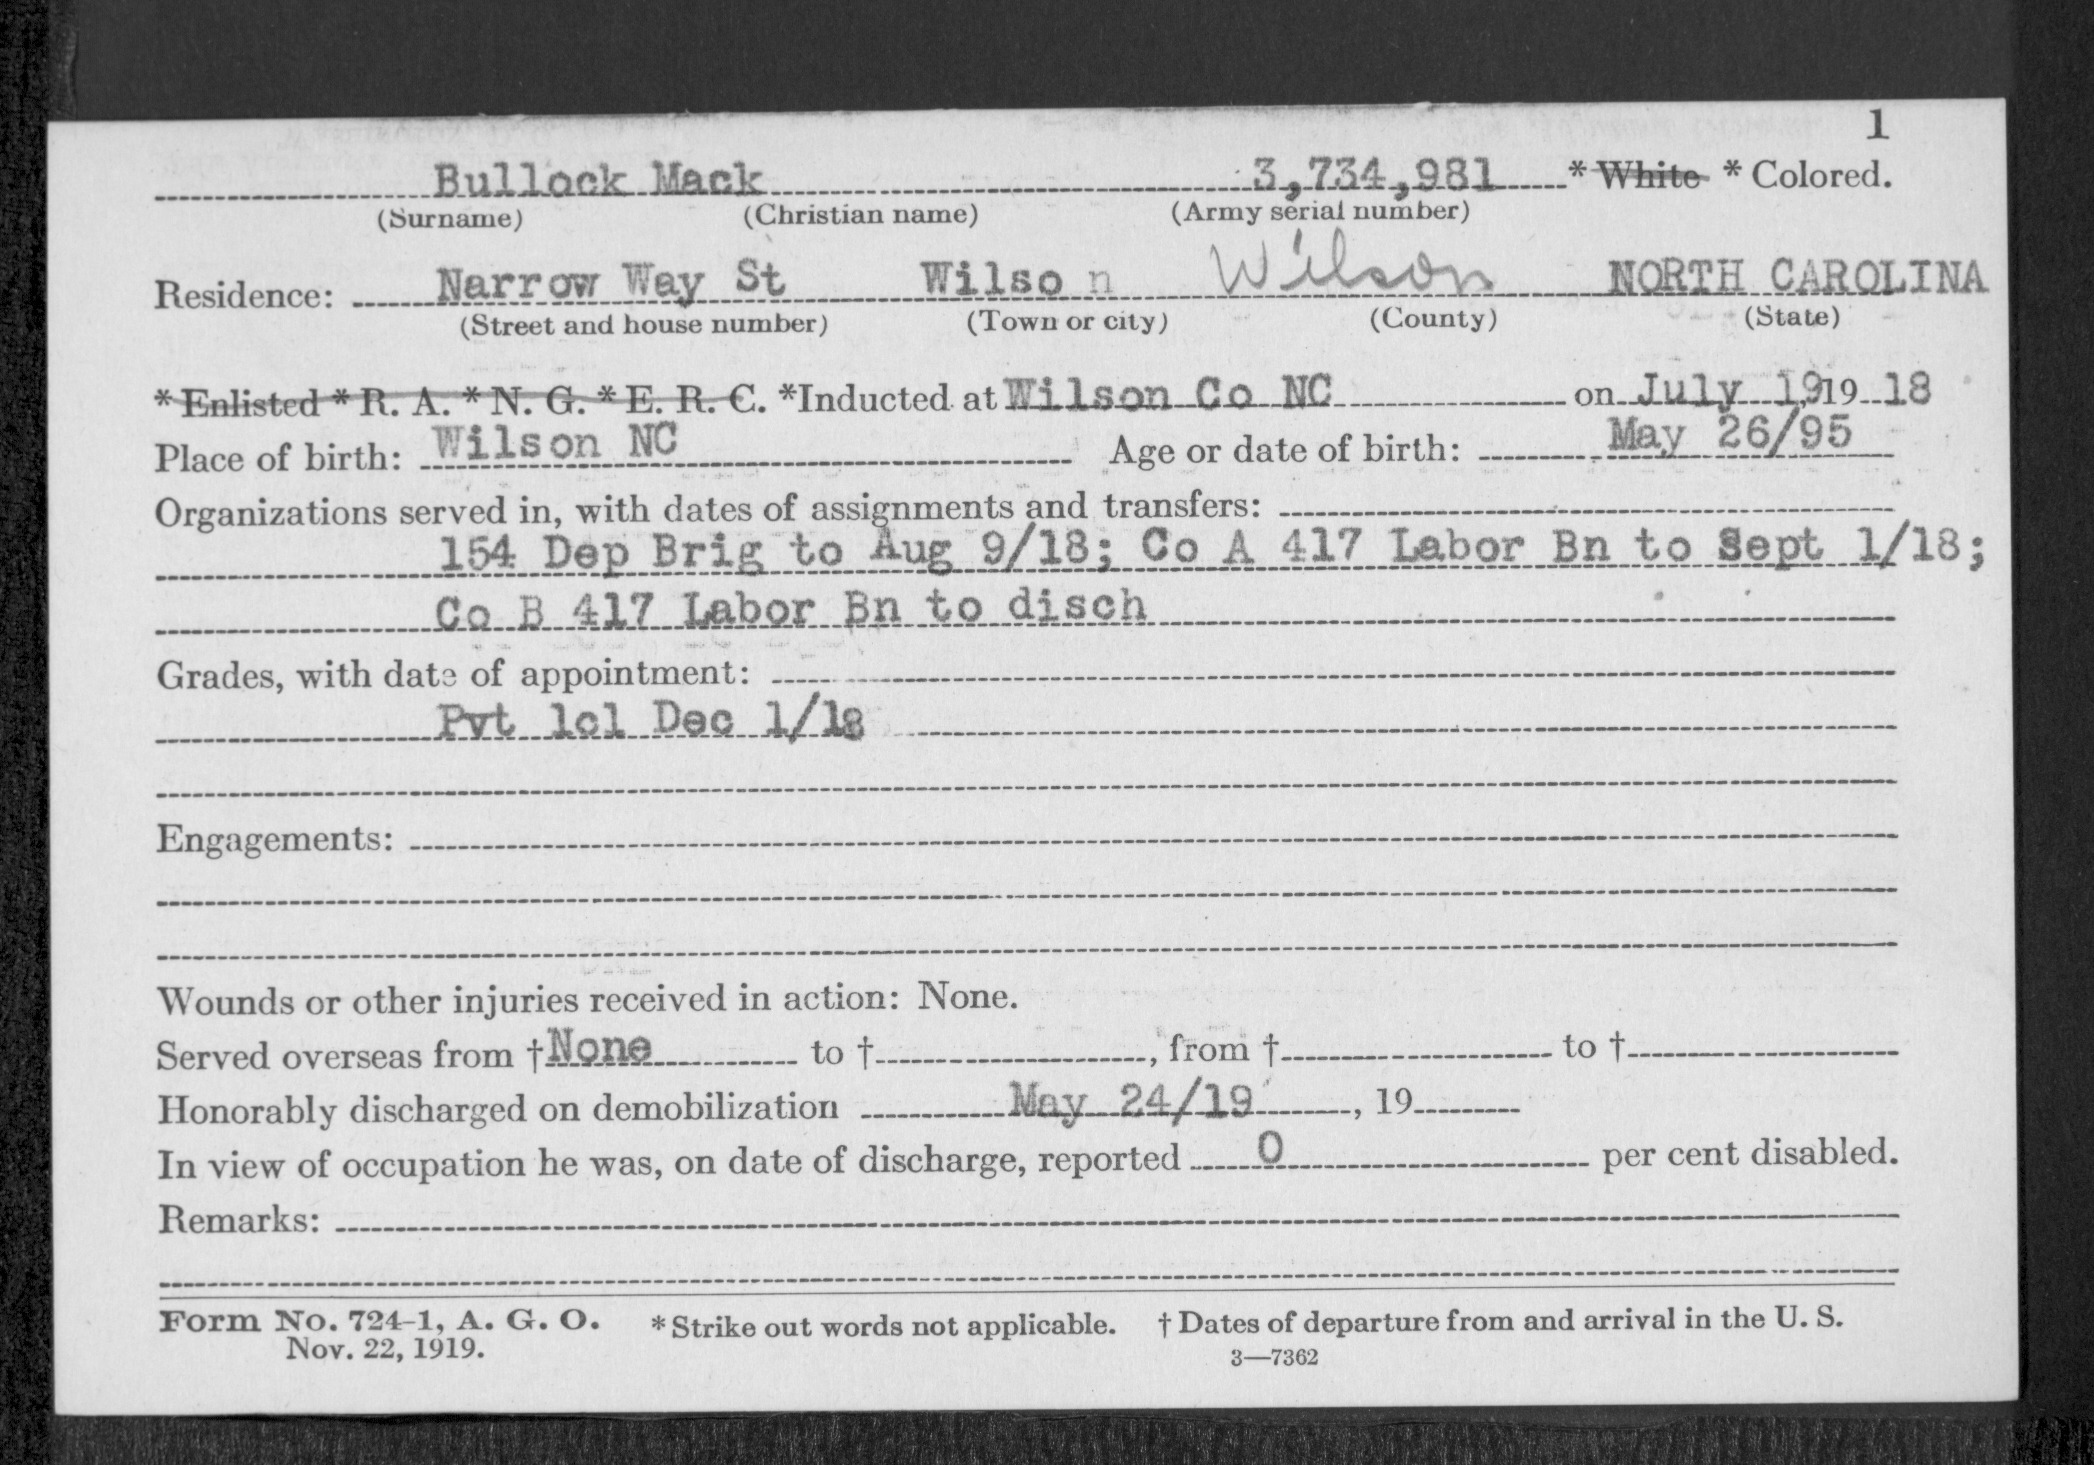 1
Bullock Mack 3,734,981 * White * Colored.
(Surname) (Christian name) (Army serial number)
Residence: Narrow Way St Wilson Wilson NORTH CAROLINA
(Street and house number) (Town or city) (County) (State)
* Enlisted * R. A. * N. G. * E. R. C. *Inducted at Wilson Co NC on July 19, 19 18
Place of birth: Wilson NC Age or date of birth: May 26/95
Organizations served in, with dates of assignments and transfers:
154 Dep Brig to Aug 9/18; Co A 417 Labor Bn to Sept 1/18;
Co B 417 Labor Bn to disch
Grades, with date of appointment:
Pvt 1cl Dec 1/18
Engagements:
Wounds or other injuries received in action: None.
Served overseas from † None to †, from † to †
Honorably discharged on demobilization May 24/19, 19
In view of occupation he was, on date of discharge, reported 0 per cent disabled.
Remarks:
Form No. 724-1, A. G. O. * Strike out words not applicable. † Dates of departure from and arrival in the U. S.
Nov. 22, 1919. 3—7362